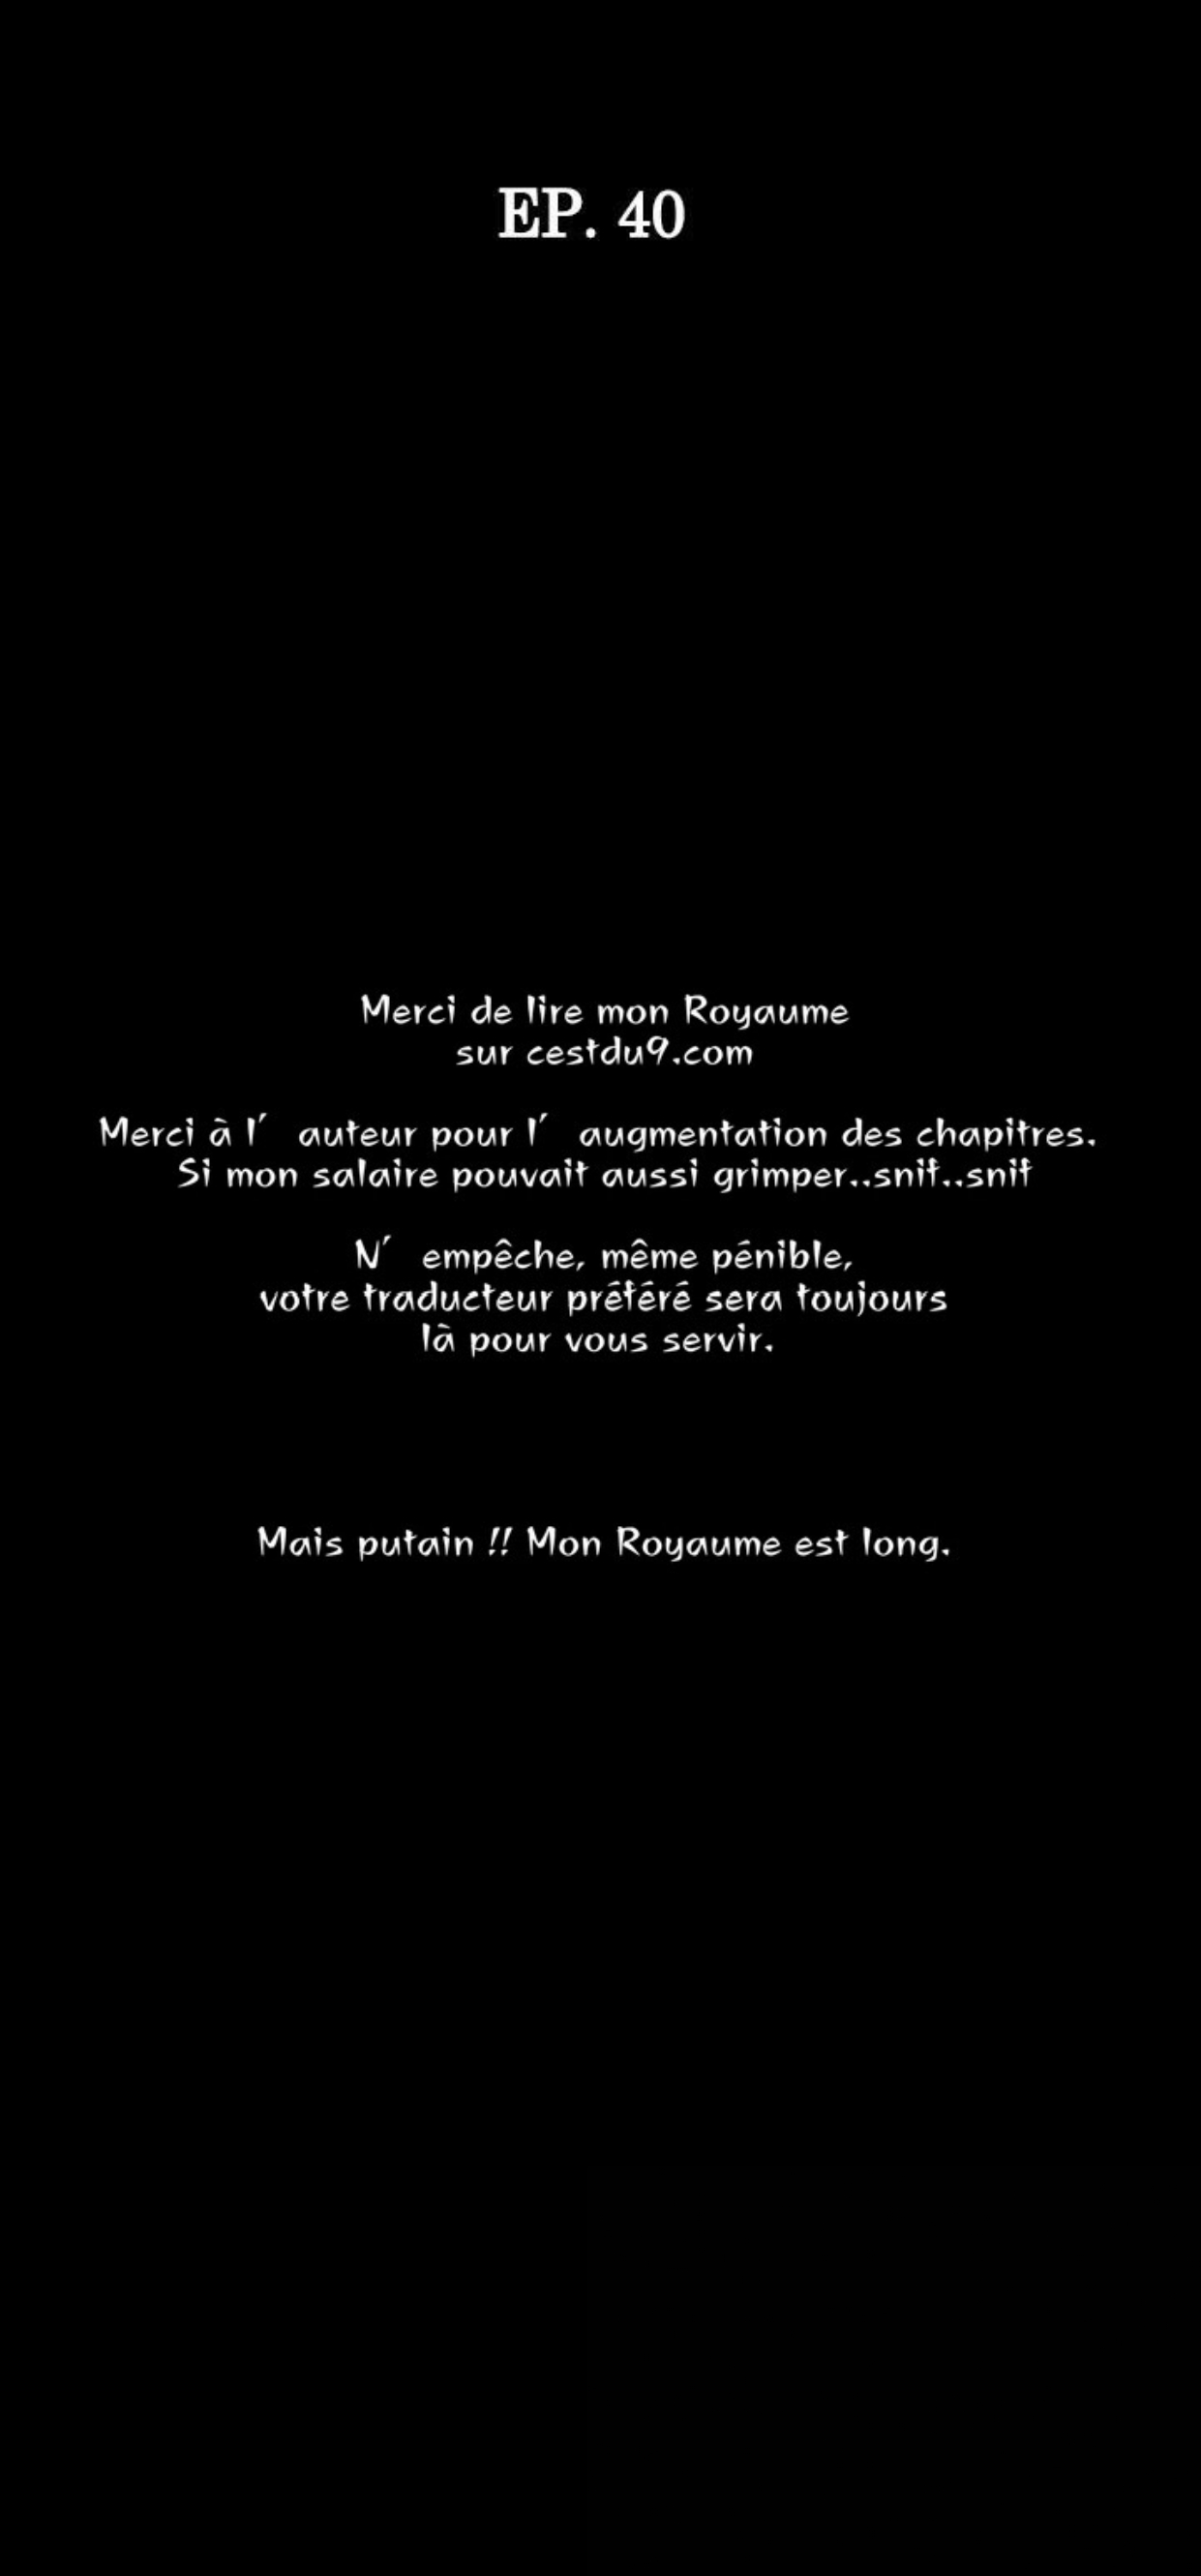 EP. 40
Merci de lire mon Royaume
sur cestdu9.com
Merci à l' auteur pour l' augmentation des chapitres.
Si mon salaire pouvait aussi grimper..snif..snif
N' empêche, même pénible,
votre traducteur préféré sera toujours
là pour vous servir.
Mais putain !! Mon Royaume est long.